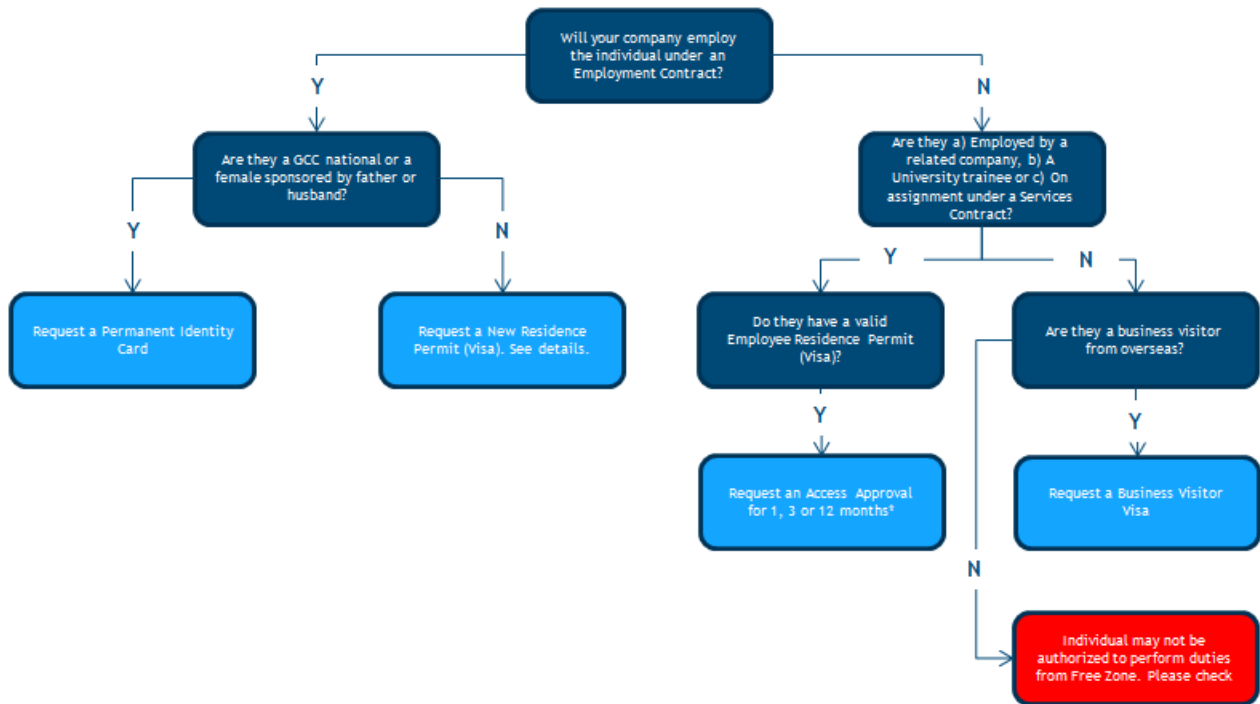 Will your company employ
the individual under an
Employment Contract?
Y
N
Are they a GCC national or a
female sponsored by father or
husband?
Are they a) Employed by a
related company, b) A
University trainee or c) On
assignment under a Services
Contract?
Y
N
Y
N
Request a Permanent Identity
Card
Request a New Residence
Permit (Visa). See details.
Do they have a valid
Employee Residence Permit
(Visa)?
Are they a business visitor
from overseas?
Y
Y
Request an Access Approval
for 1, 3 or 12 months*
Request a Business Visitor
Visa
N
Individual may not be
authorized to perform duties
from Free Zone. Please check